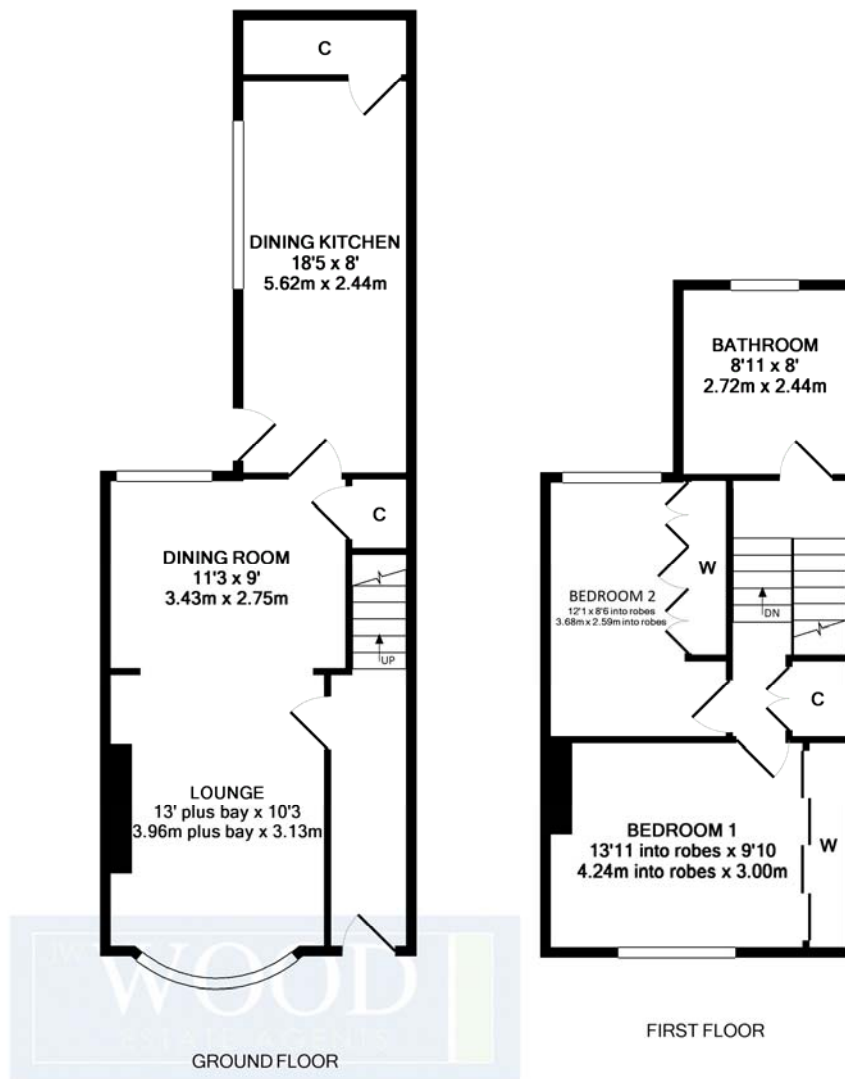 C
DINING KITCHEN
18'5 x 8'
5.62m x 2.44m
C
DINING ROOM
11'3 x 9'
3.43m x 2.75m
UP
LOUNGE
13' plus bay x 10'3
3.96m plus bay x 3.13m
JW
WOOD
ESTATE AGENTS
GROUND FLOOR
BATHROOM
8'11 x 8'
2.72m x 2.44m
W
BEDROOM 2
12'1 x 8'6 into robes
3.68m x 2.59m into robes
DN
C
BEDROOM 1
13'11 into robes x 9'10
4.24m into robes x 3.00m
W
FIRST FLOOR